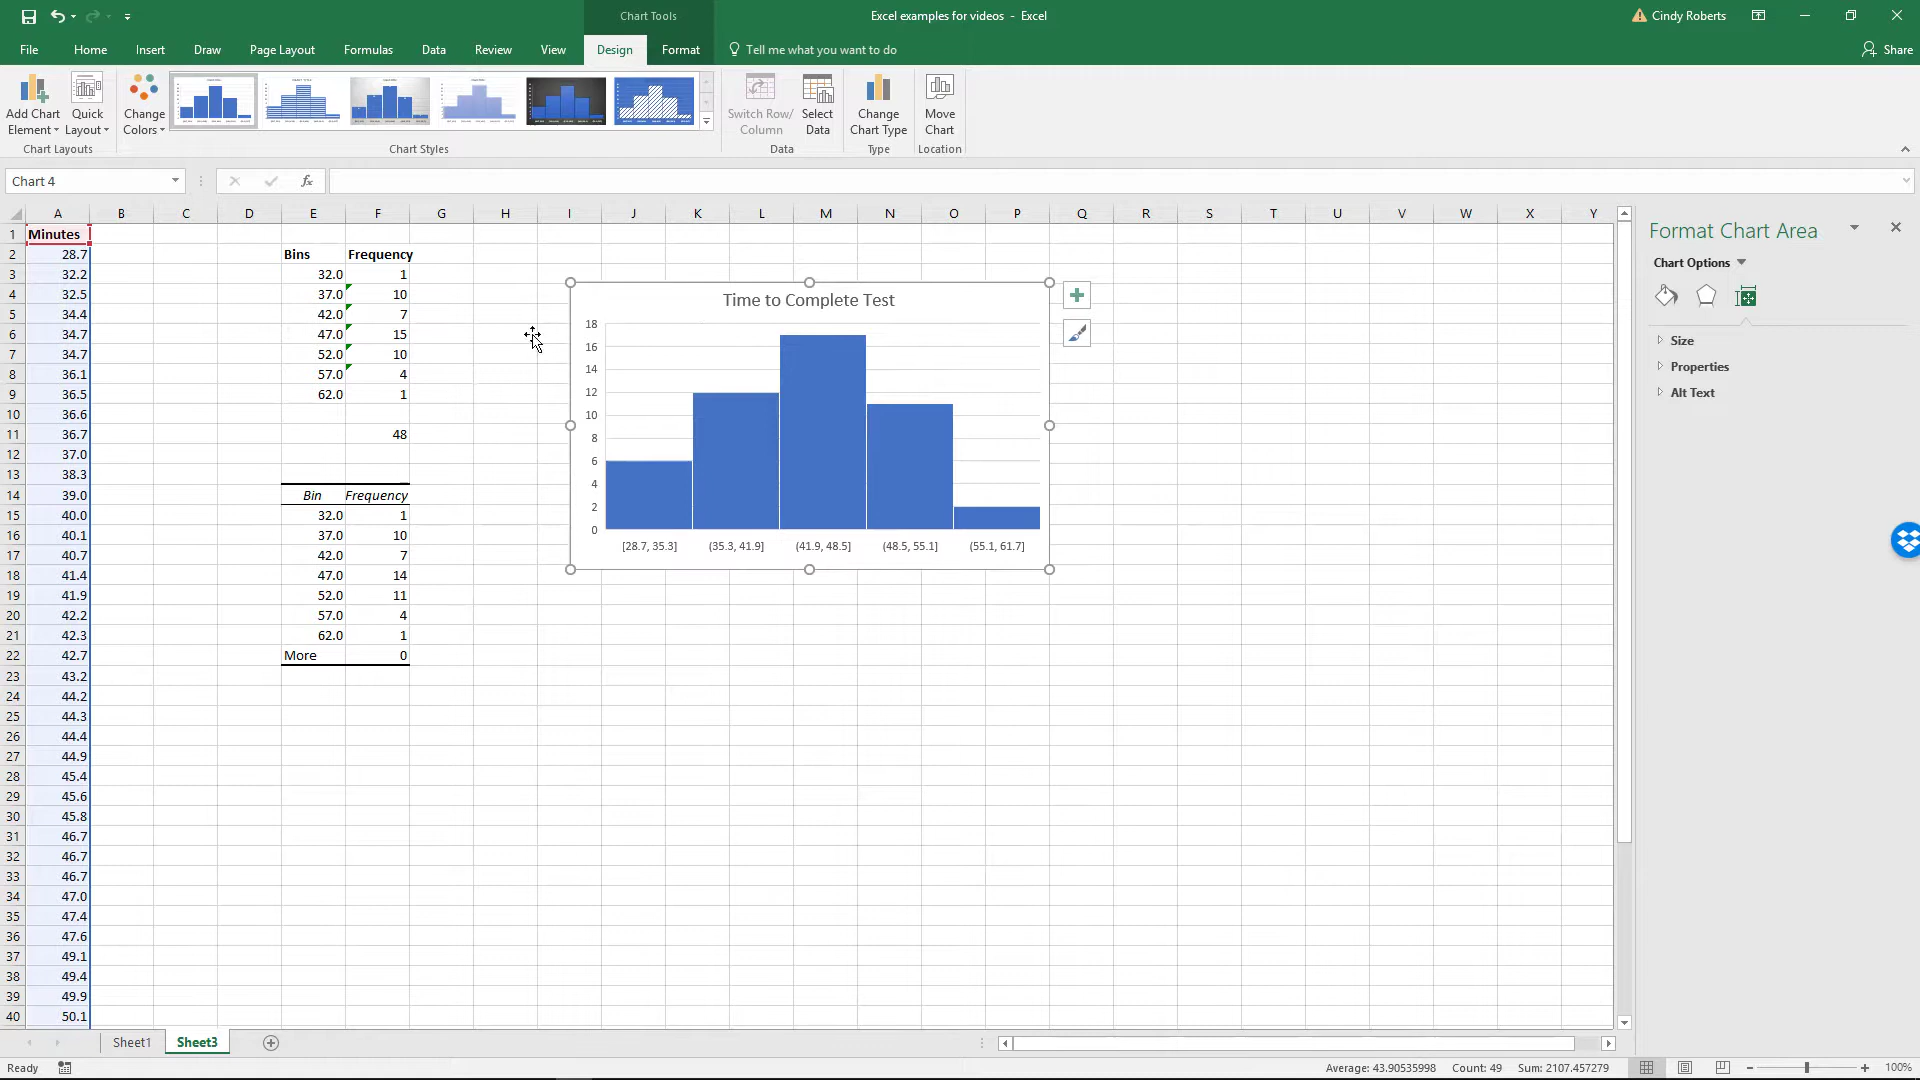 Chart Tools
Excel examples for videos - Excel
Cindy Roberts
File Home Insert Draw Page Layout Formulas Data Review View Design Format Tell me what you want to do Share
Add Chart Element
Quick Layout
Change Colors
Switch Row/ Column
Select Data
Change Chart Type
Move Chart
Chart Layouts Chart Styles Data Type Location
Chart 4 fx
A B C D E F G H I J K L M N O P Q R S T U V W X Y
1 Minutes
2 28.7 Bins Frequency
3 32.2 32.0 1
4 32.5 37.0 10
5 34.4 42.0 7
6 34.7 47.0 15
7 34.7 52.0 10
8 36.1 57.0 4
9 36.5 62.0 1
10 36.6
11 36.7 48
12 37.0
13 38.3
14 39.0 Bin Frequency
15 40.0 32.0 1
16 40.1 37.0 10
17 40.7 42.0 7
18 41.4 47.0 14
19 41.9 52.0 11
20 42.2 57.0 4
21 42.3 62.0 1
22 42.7 More 0
23 43.2
24 44.2
25 44.3
26 44.4
27 44.9
28 45.4
29 45.6
30 45.8
31 46.7
32 46.7
33 46.7
34 47.0
35 47.4
36 47.6
37 49.1
38 49.4
39 49.9
40 50.1
Time to Complete Test
18
16
14
12
10
8
6
4
2
0
[28.7, 35.3] (35.3, 41.9] (41.9, 48.5] (48.5, 55.1] (55.1, 61.7]
Format Chart Area
Chart Options
Size
Properties
Alt Text
Sheet1 Sheet3
Ready Average: 43.90535998 Count: 49 Sum: 2107.457279 100%